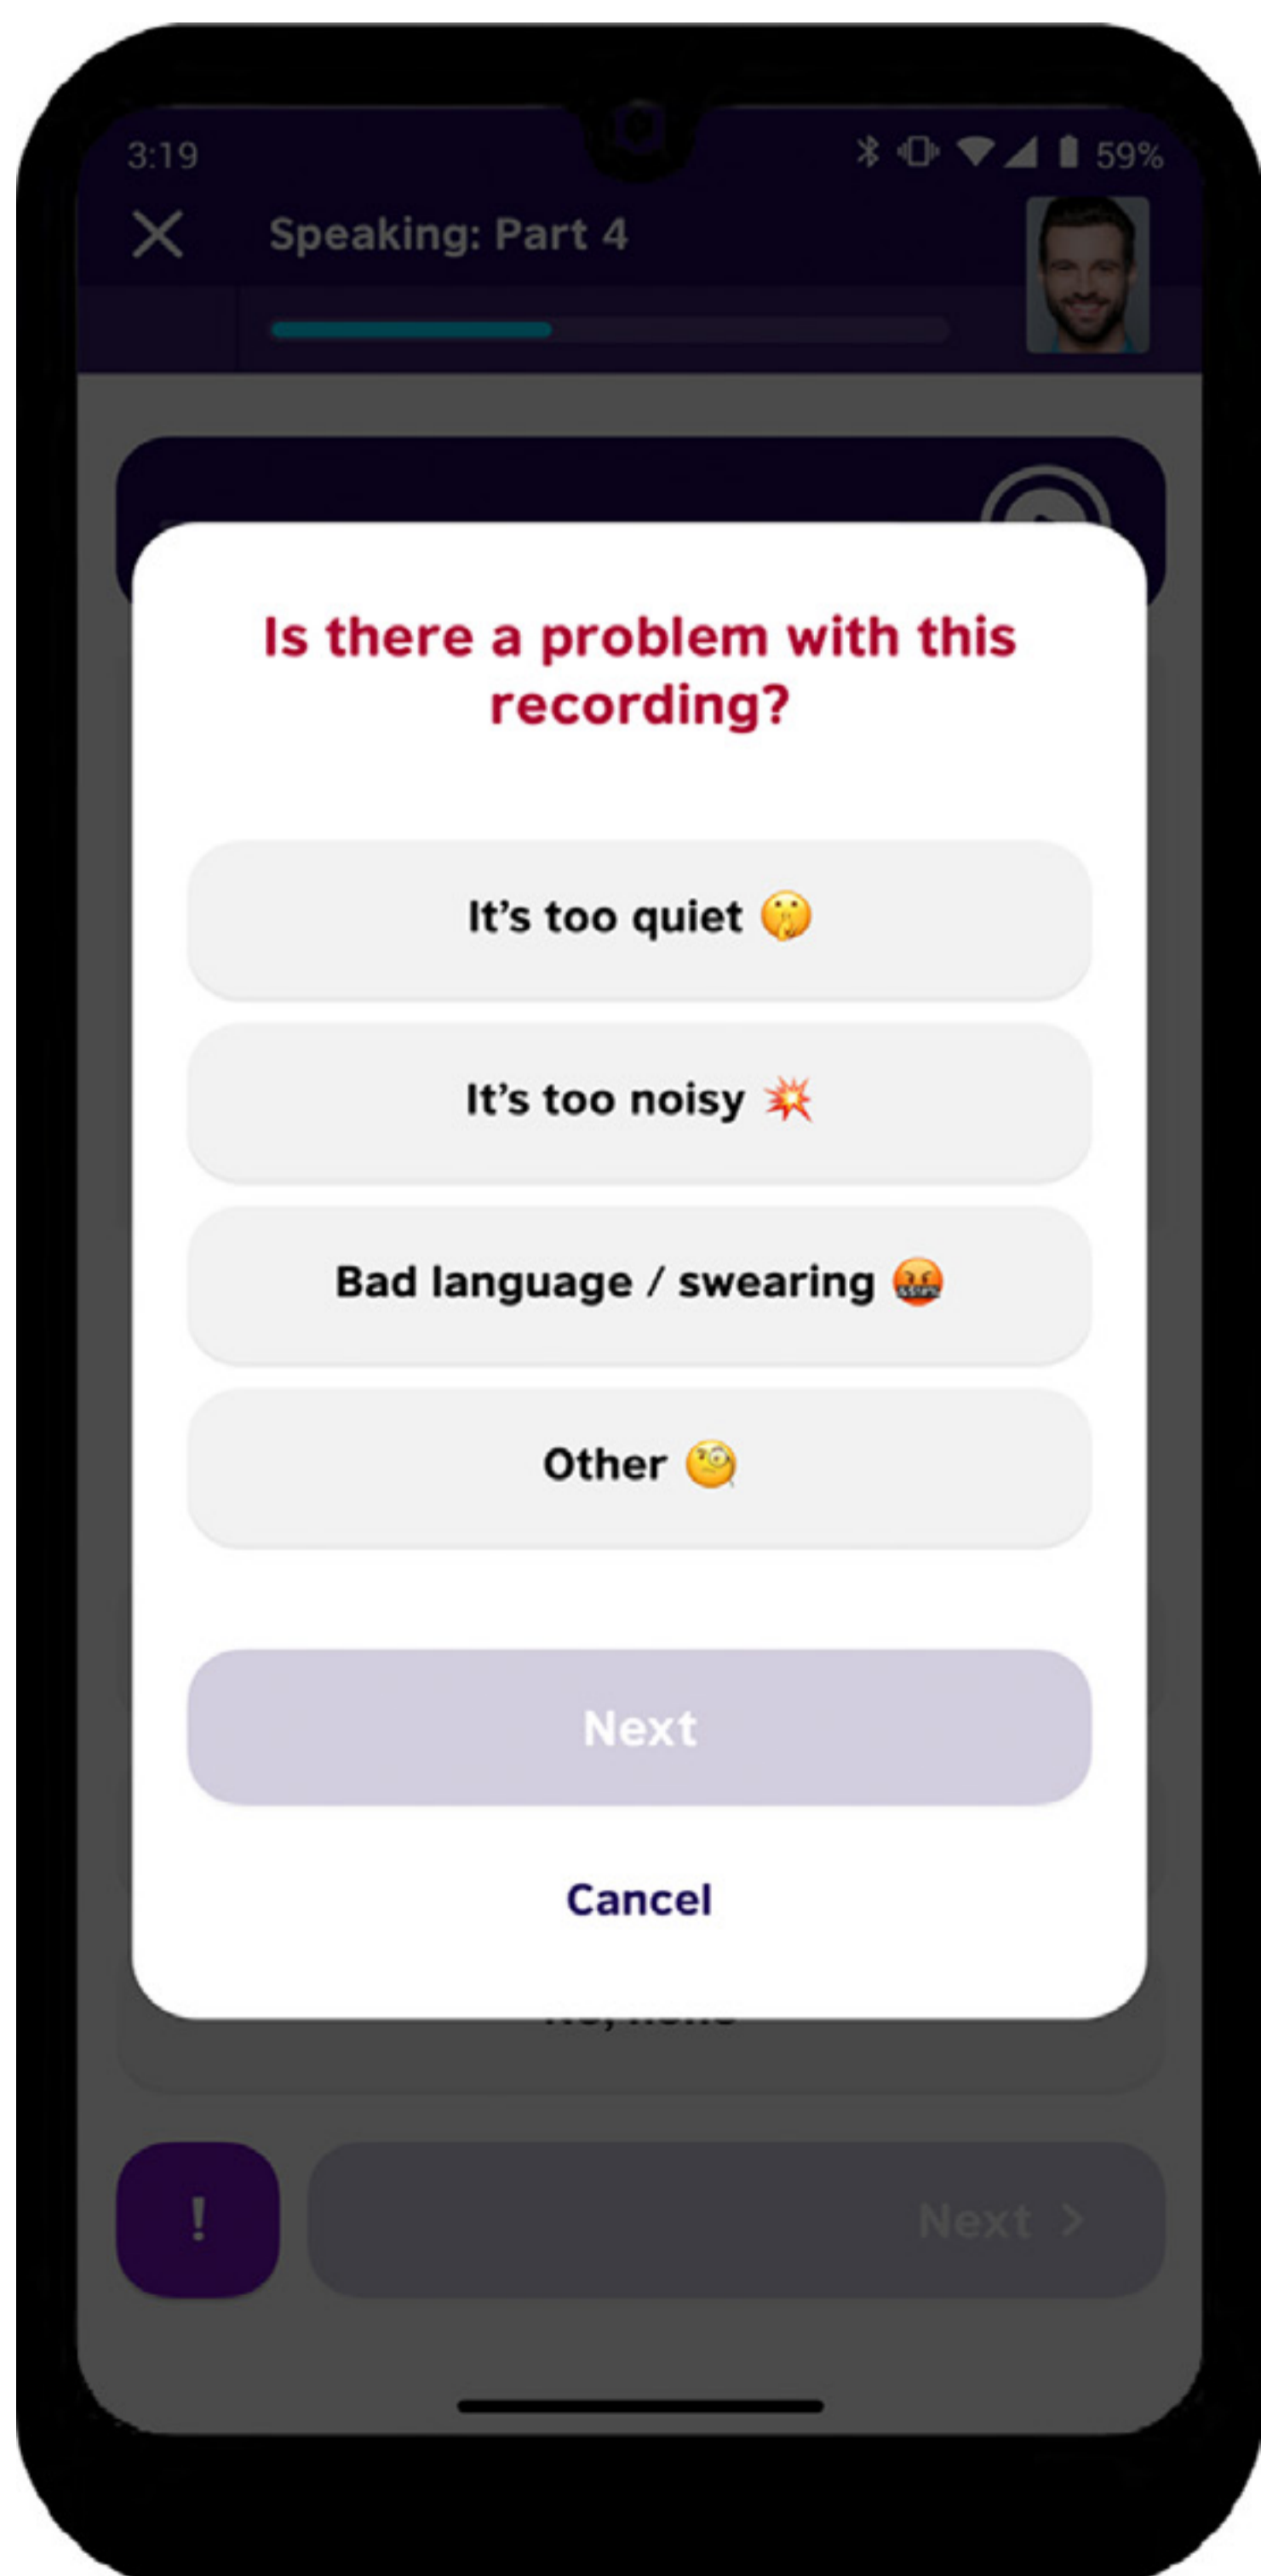 3:19
59%
Speaking: Part 4
Is there a problem with this
recording?
It's too quiet 🤫
It's too noisy 💥
Bad language / swearing 🤬
Other 🧐
Next
Cancel
!
Next >